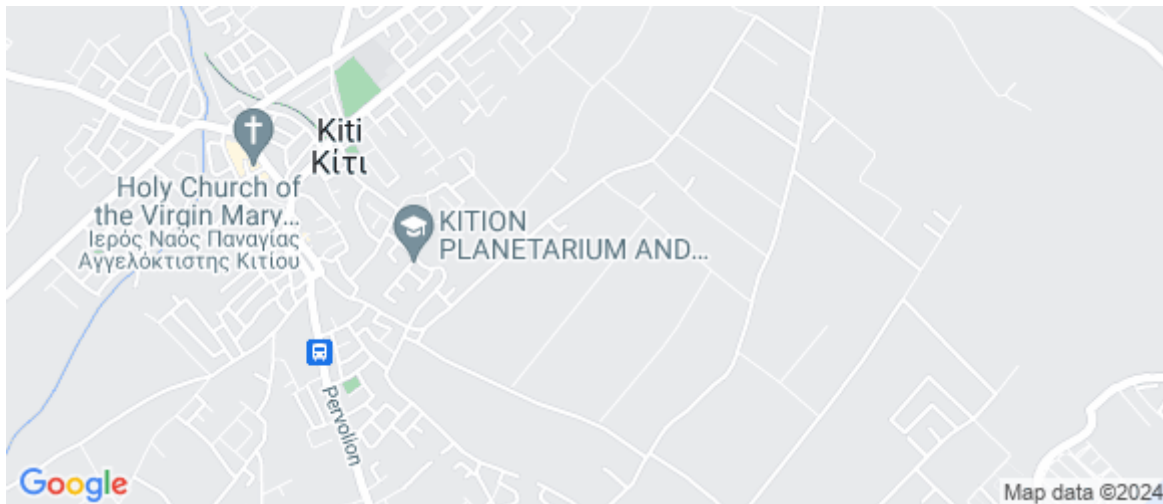 Kiti
Κίτι
Holy Church of
the Virgin Mary...
Ιερός Ναός Παναγίας
Αγγελόκτιστης Κιτίου
KITION
PLANETARIUM AND...
Pervolion
Google
Map data ©2024